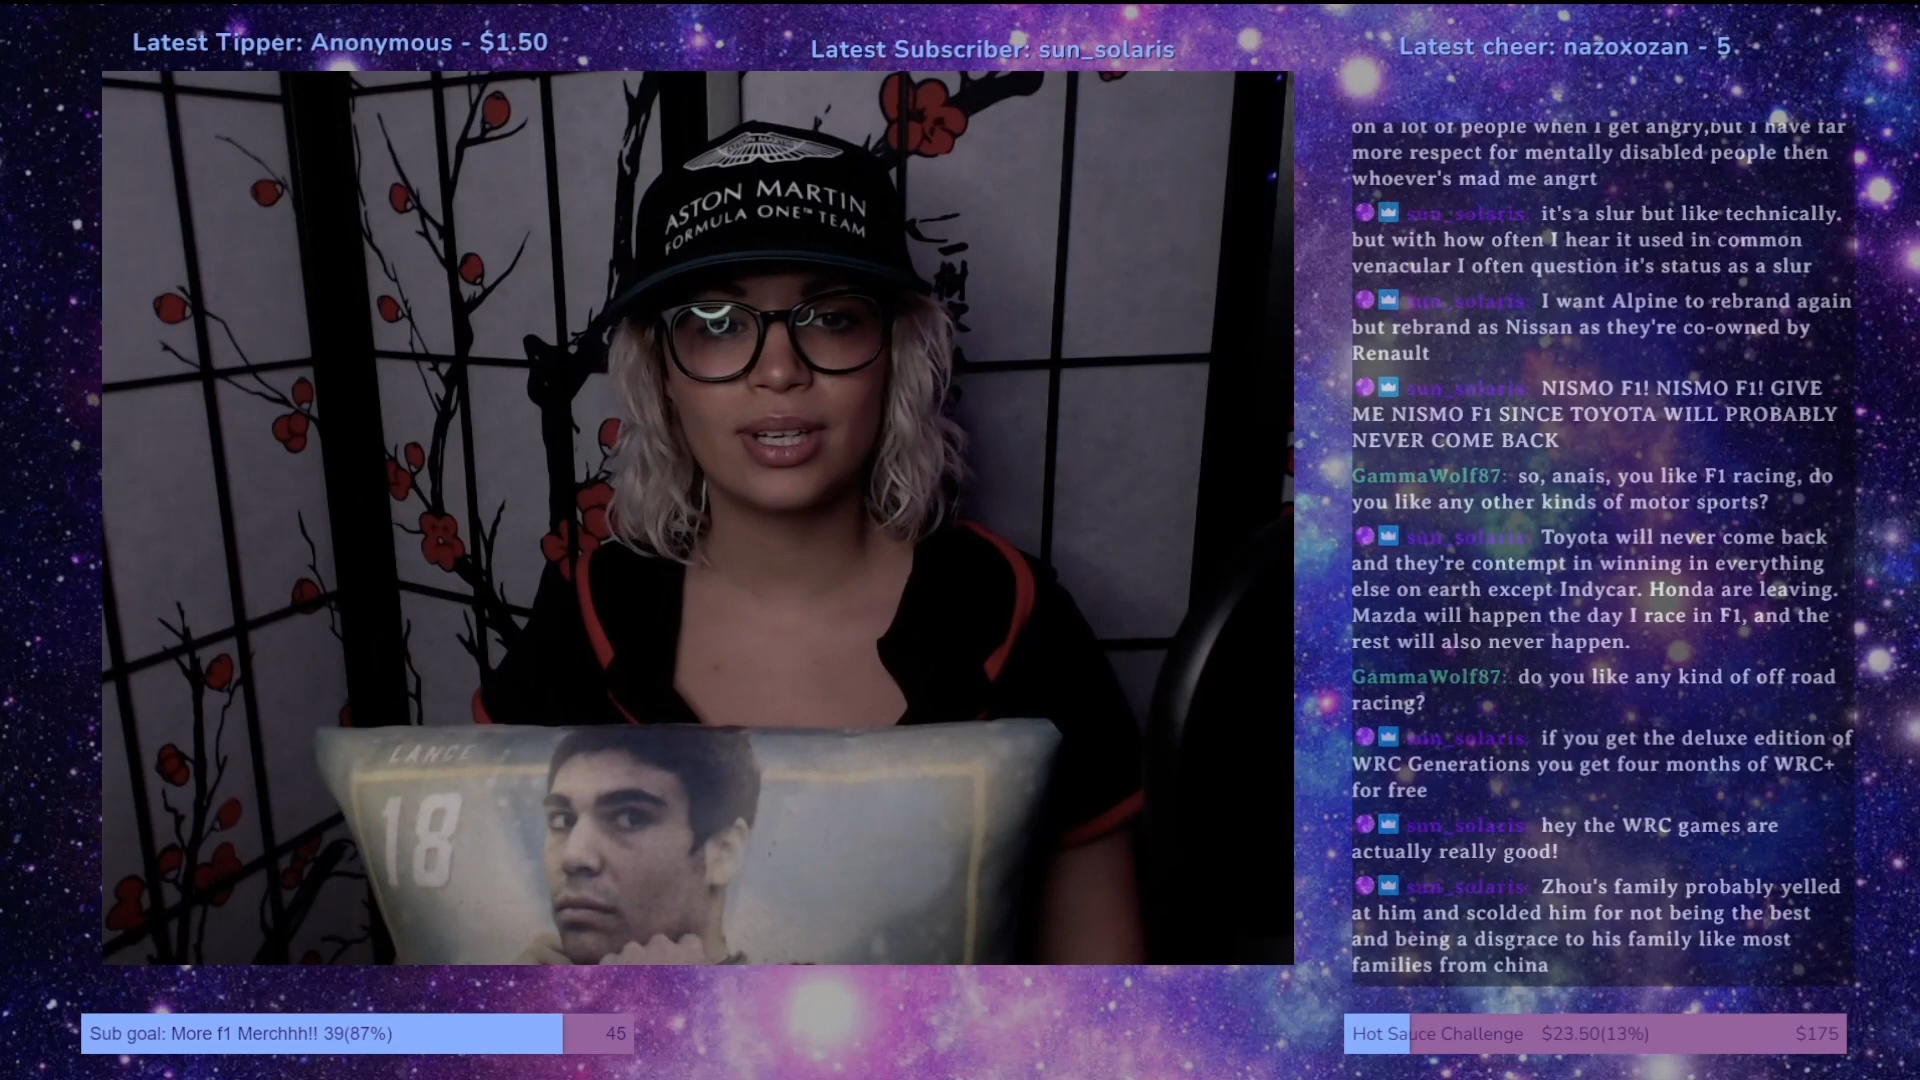 Latest Tipper: Anonymous - $1.50
Latest Subscriber: sun_solaris
Latest cheer: nazoxozan - 5
ASTON MARTIN
ASTON MARTIN
FORMULA ONE™ TEAM
LANCE
18
on a lot of people when I get angry,but I have far
more respect for mentally disabled people then
whoever's mad me angrt
sun_solaris: it's a slur but like technically.
but with how often I hear it used in common
venacular I often question it's status as a slur
sun_solaris: I want Alpine to rebrand again
but rebrand as Nissan as they're co-owned by
Renault
sun_solaris: NISMO F1! NISMO F1! GIVE
ME NISMO F1 SINCE TOYOTA WILL PROBABLY
NEVER COME BACK
GammaWolf87: so, anais, you like F1 racing, do
you like any other kinds of motor sports?
sun_solaris: Toyota will never come back
and they're contempt in winning in everything
else on earth except Indycar. Honda are leaving.
Mazda will happen the day I race in F1, and the
rest will also never happen.
GammaWolf87: do you like any kind of off road
racing?
sun_solaris: if you get the deluxe edition of
WRC Generations you get four months of WRC+
for free
sun_solaris: hey the WRC games are
actually really good!
sun_solaris: Zhou's family probably yelled
at him and scolded him for not being the best
and being a disgrace to his family like most
families from china
Sub goal: More f1 Merchhh!! 39(87%) 45
Hot Sauce Challenge $23.50(13%) $175